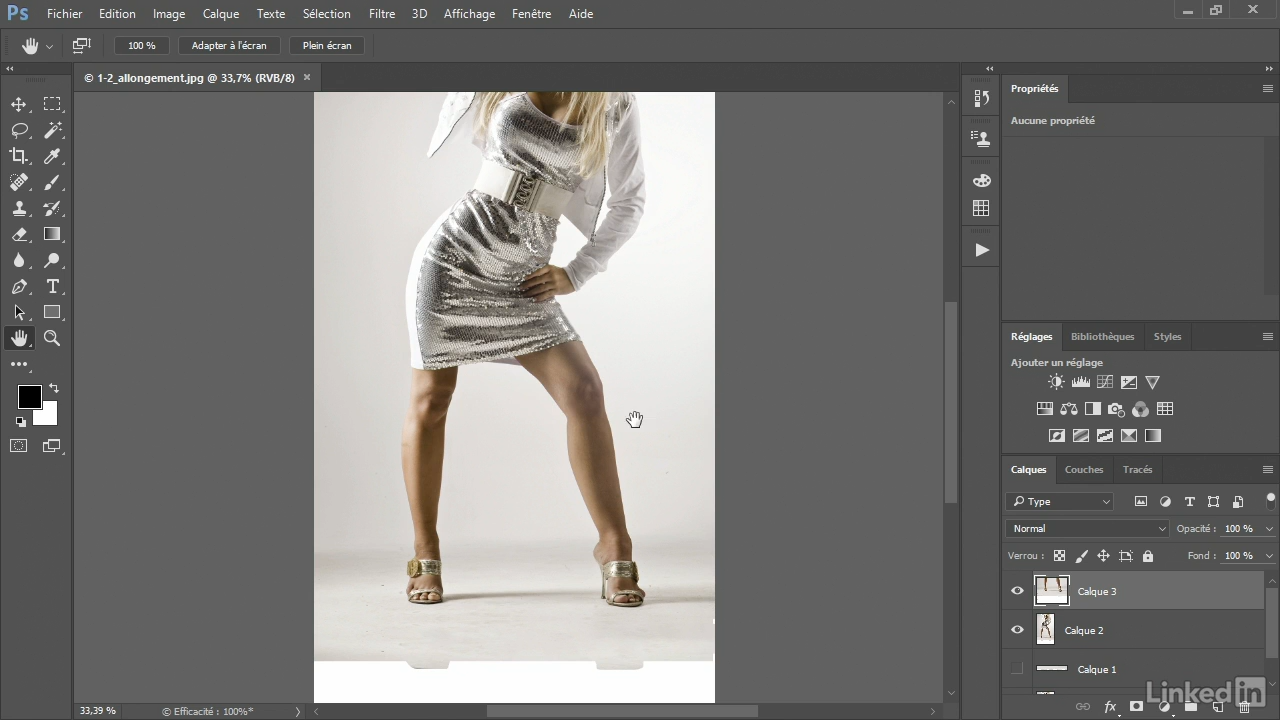 Ps Fichier Edition Image Calque Texte Sélection Filtre 3D Affichage Fenêtre Aide
100 % Adapter à l'écran Plein écran
© 1-2_allongement.jpg @ 33,7% (RVB/8) ×
Propriétés
Aucune propriété
Réglages Bibliothèques Styles
Ajouter un réglage
Calques Couches Tracés
Type
Normal Opacité : 100 %
Verrou : Fond : 100 %
Calque 3
Calque 2
Calque 1
33,39 % © Efficacité : 100%*
Linked in